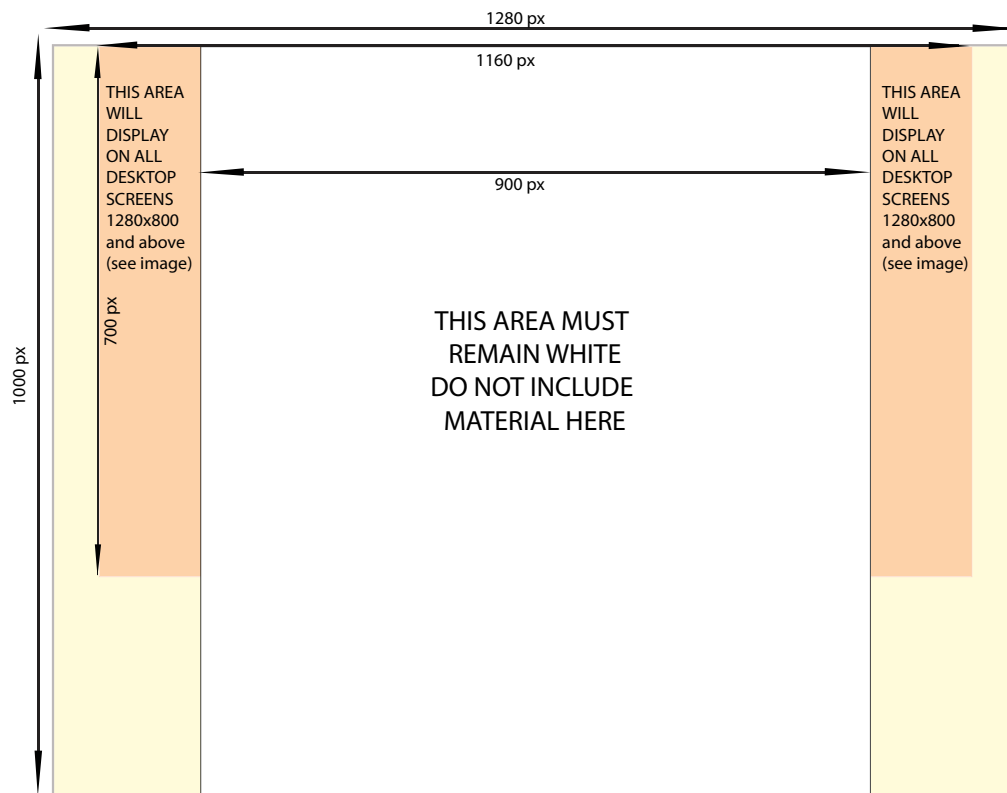 1280 px
1160 px
THIS AREA
WILL
DISPLAY
ON ALL
DESKTOP
SCREENS
1280x800
and above
(see image)
THIS AREA
WILL
DISPLAY
ON ALL
DESKTOP
SCREENS
1280x800
and above
(see image)
900 px
700 px
1000 px
THIS AREA MUST
REMAIN WHITE
DO NOT INCLUDE
MATERIAL HERE